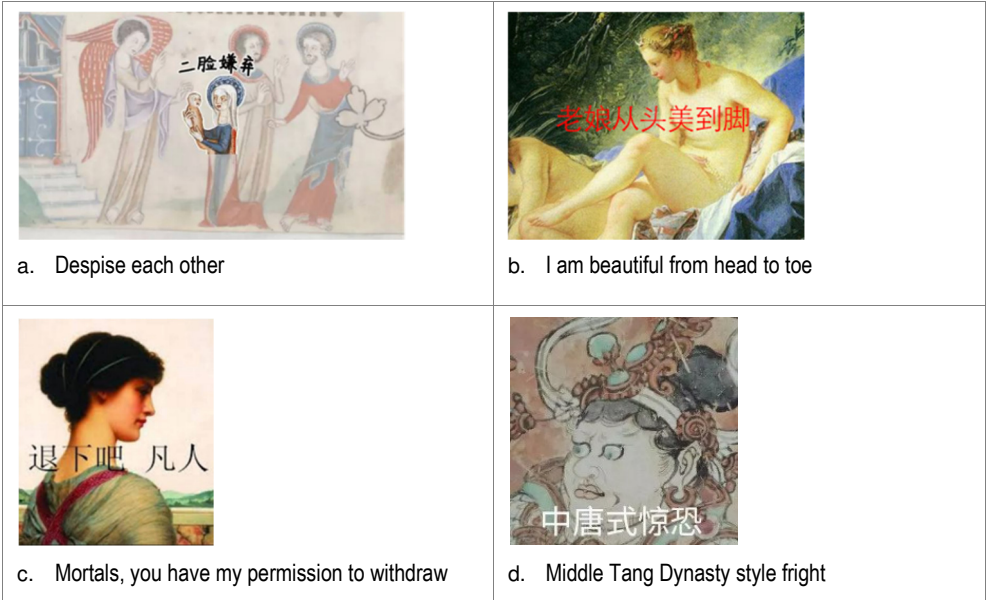 二脸嫌弃
a. Despise each other
老娘从头美到脚
b. I am beautiful from head to toe
退下吧 凡人
c. Mortals, you have my permission to withdraw
中唐式惊恐
d. Middle Tang Dynasty style fright